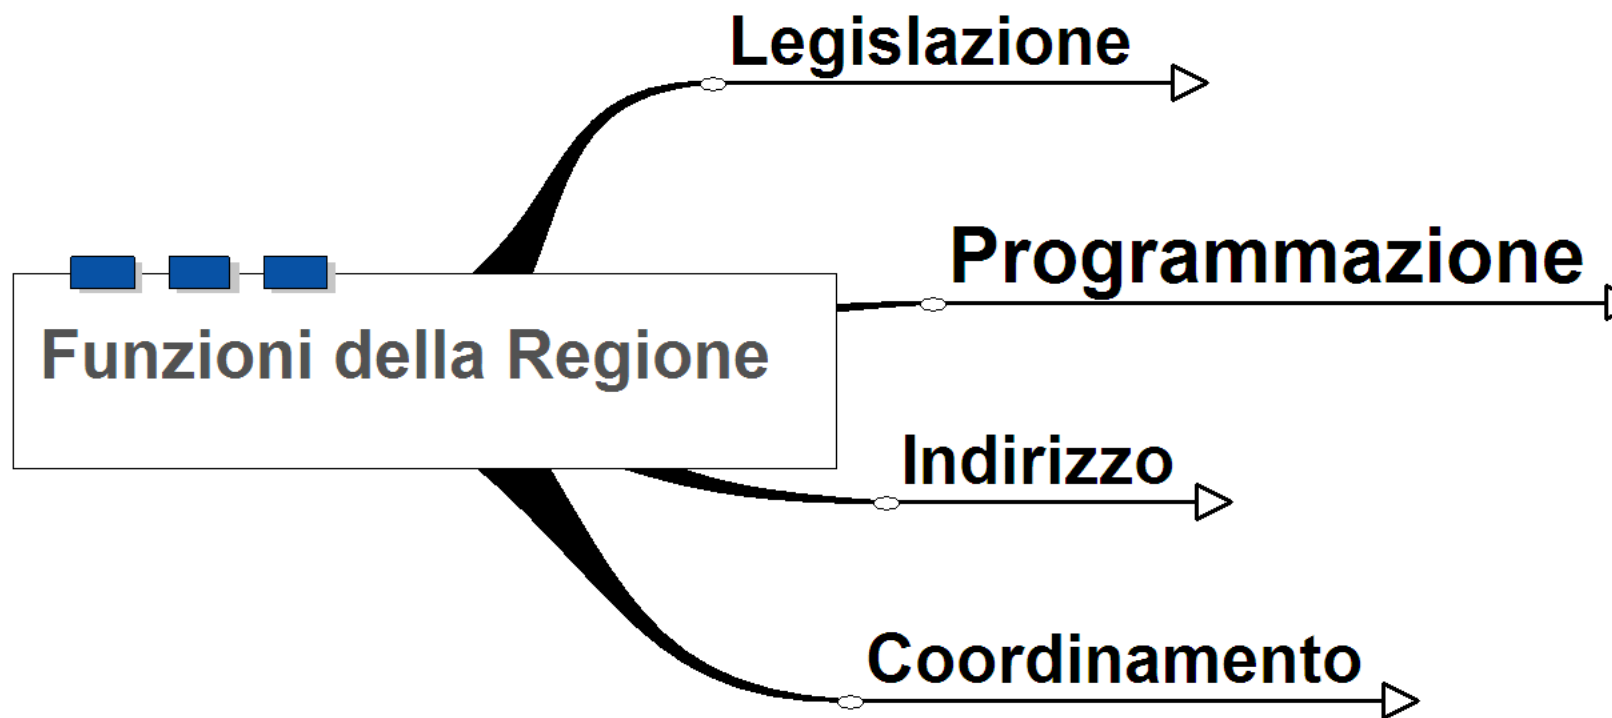 Legislazione
Programmazione
Funzioni della Regione
Indirizzo
Coordinamento